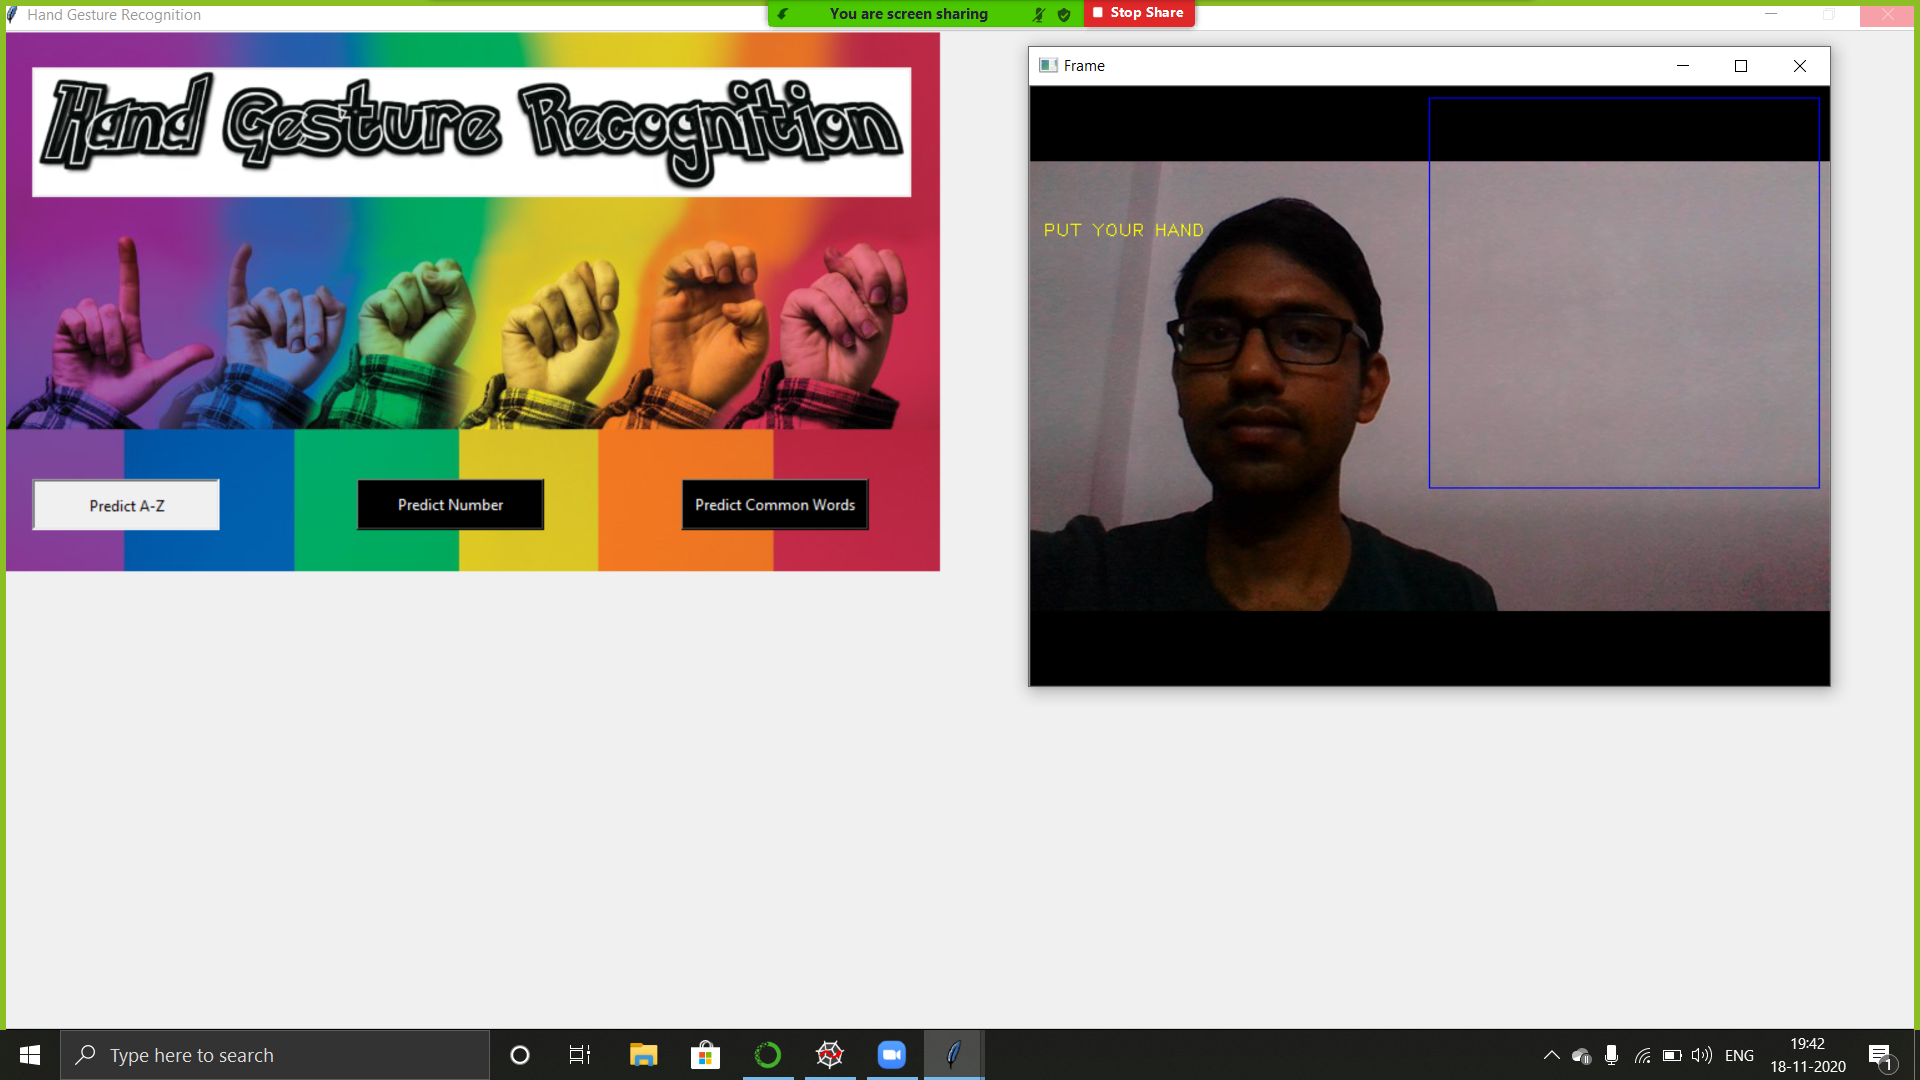 Hand Gesture Recognition
You are screen sharing
Stop Share
Hand Gesture Recognition
Predict A-Z
Predict Number
Predict Common Words
Frame
PUT YOUR HAND
Type here to search
ENG
19:42
18-11-2020
1